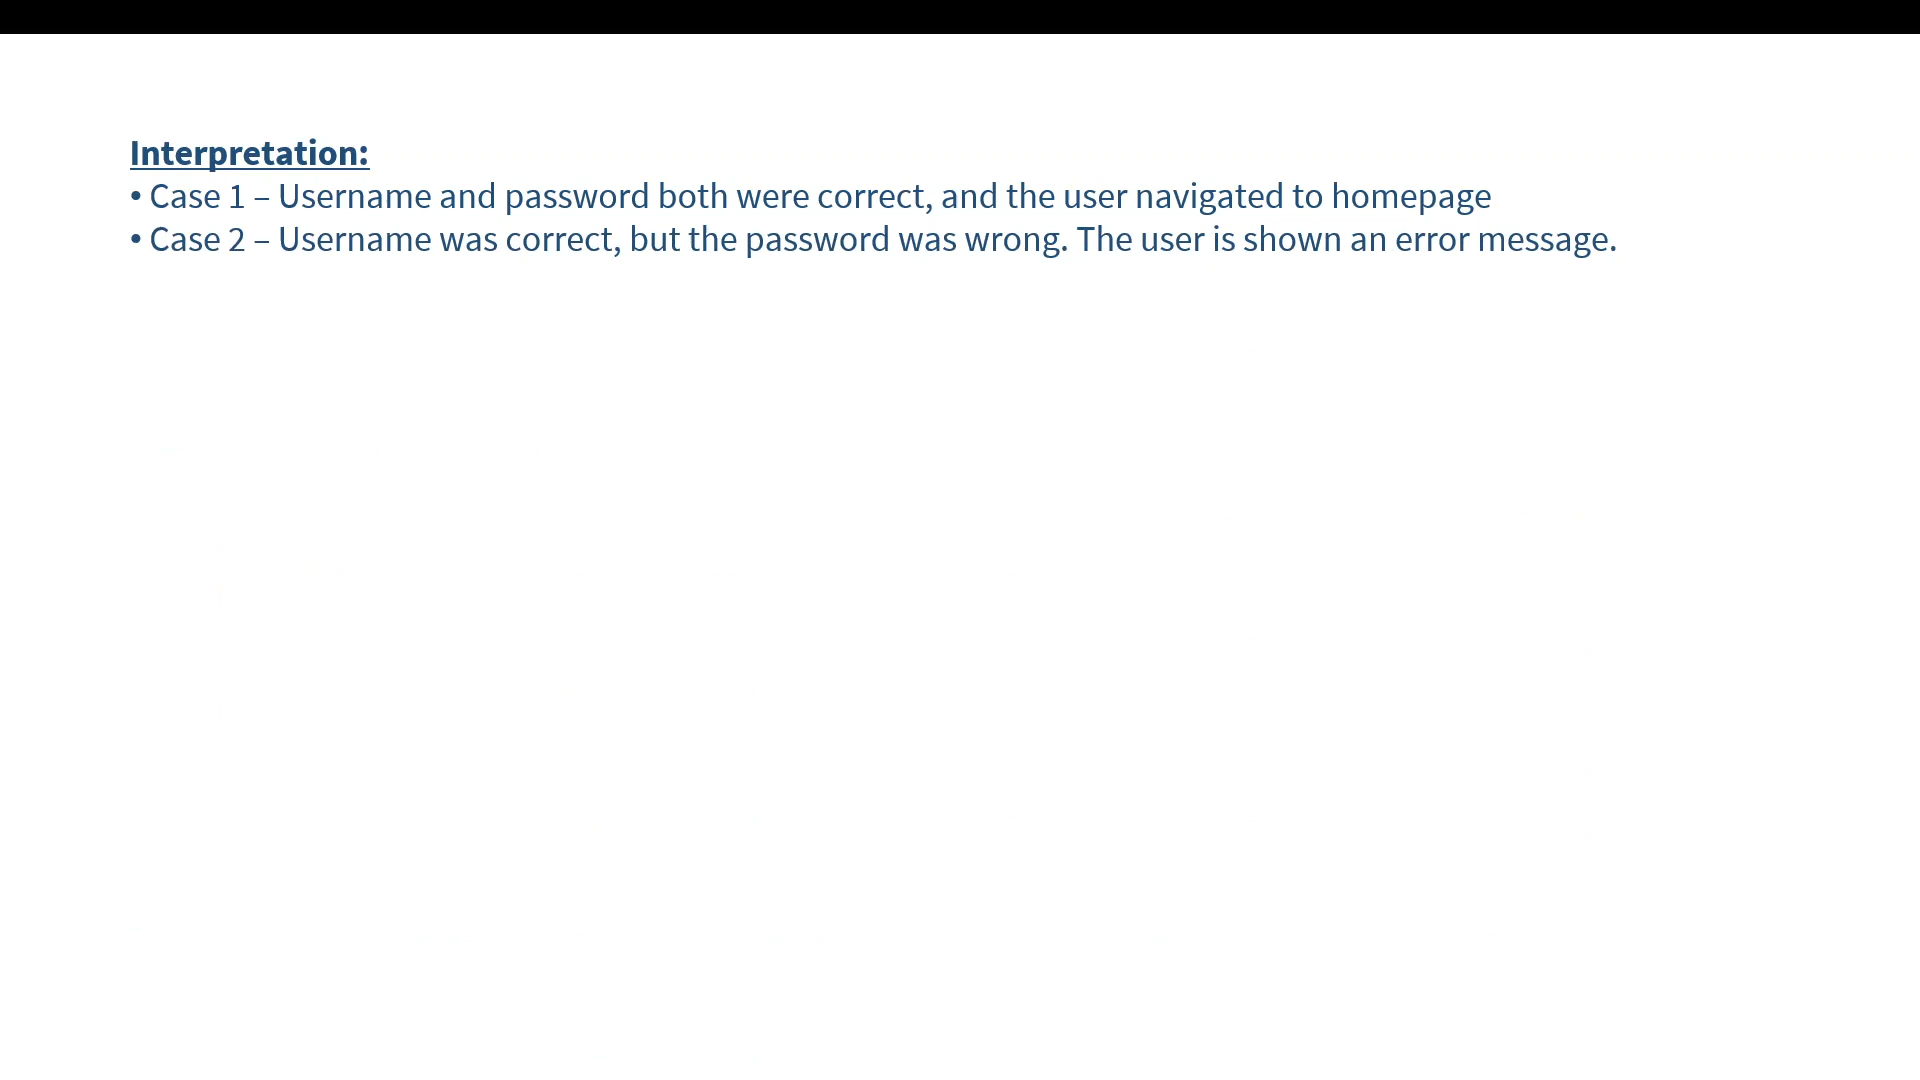 Interpretation:
• Case 1 – Username and password both were correct, and the user navigated to homepage
• Case 2 – Username was correct, but the password was wrong. The user is shown an error message.